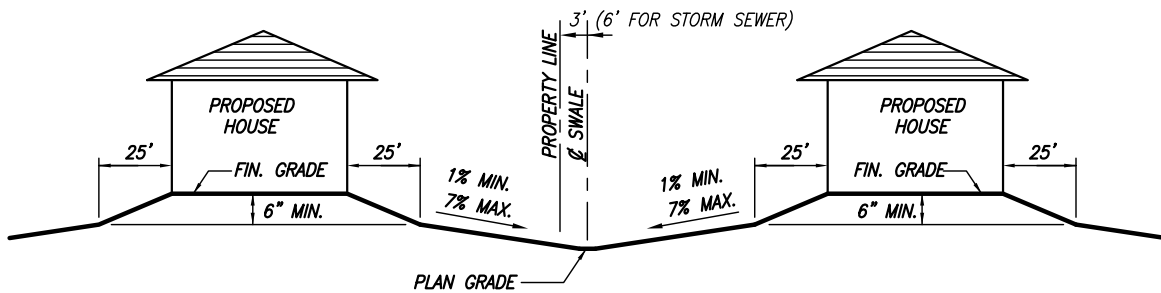 3' (6' FOR STORM SEWER)
PROPERTY LINE
℄ SWALE
PROPOSED
HOUSE
25'
25'
FIN. GRADE
6" MIN.
1% MIN.
7% MAX.
1% MIN.
7% MAX.
PROPOSED
HOUSE
25'
25'
FIN. GRADE
6" MIN.
PLAN GRADE